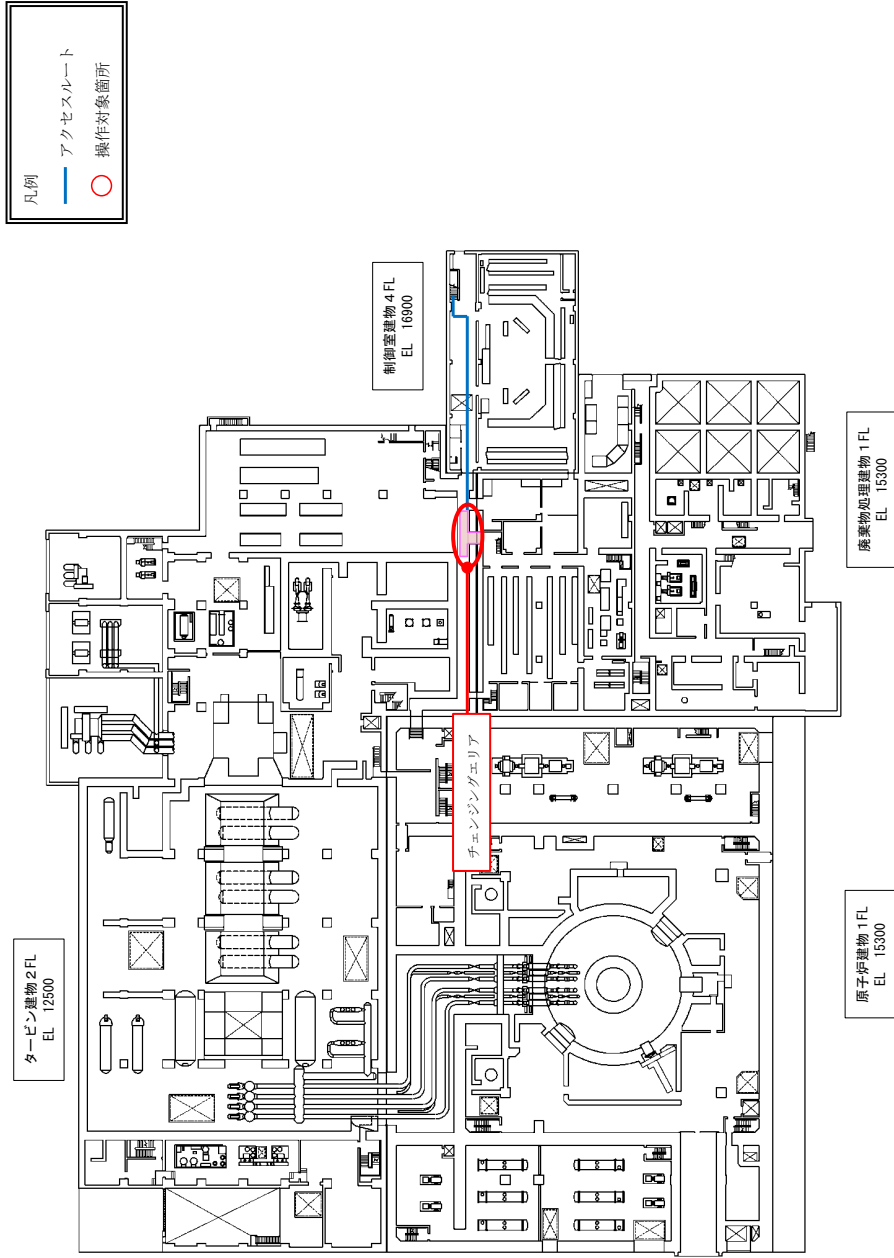 凡例
アクセスルート
操作対象箇所
制御室建物4FL
EL 16900
廃棄物処理建物1FL
EL 15300
チェンジングエリア
タービン建物2FL
EL 12500
原子炉建物1FL
EL 15300